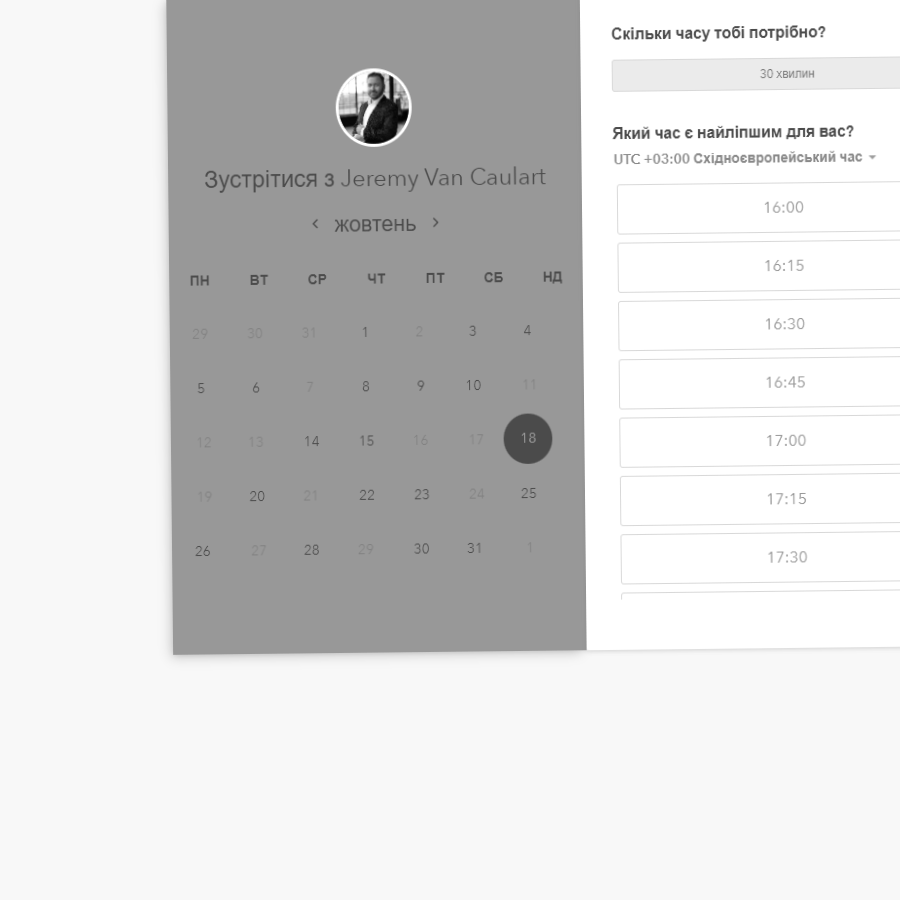 Зустрітися з Jeremy Van Caulart
жовтень
ПН ВТ СР ЧТ ПТ СБ НД
29 30 31 1 2 3 4
5 6 7 8 9 10 11
12 13 14 15 16 17 18
19 20 21 22 23 24 25
26 27 28 29 30 31 1
Скільки часу тобі потрібно?
30 хвилин
Який час є найліпшим для вас?
UTC +03:00 Східноєвропейський час
16:00
16:15
16:30
16:45
17:00
17:15
17:30